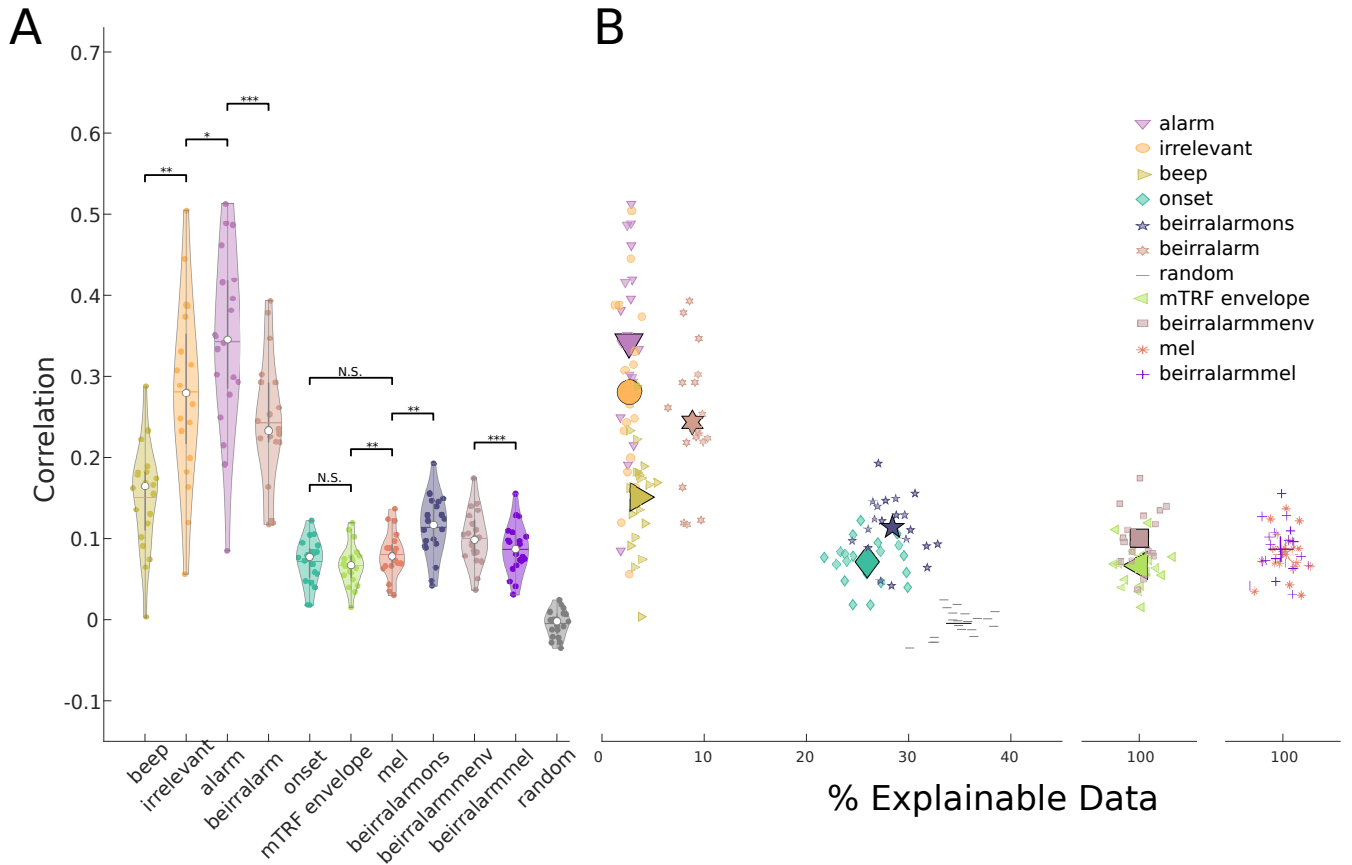 A
B
0.7
0.6
0.5
0.4
0.3
0.2
0.1
0
-0.1
Correlation
***
*
**
N.S.
**
**
***
N.S.
beep
irrelevant
alarm
beirralarm
onset
mTRF envelope
mel
beirralarmons
beirralarmmenv
beirralarmmel
random
alarm
irrelevant
beep
onset
beirralarmons
beirralarm
random
mTRF envelope
beirralarmmenv
mel
beirralarmmel
0
10
20
30
40
100
100
% Explainable Data